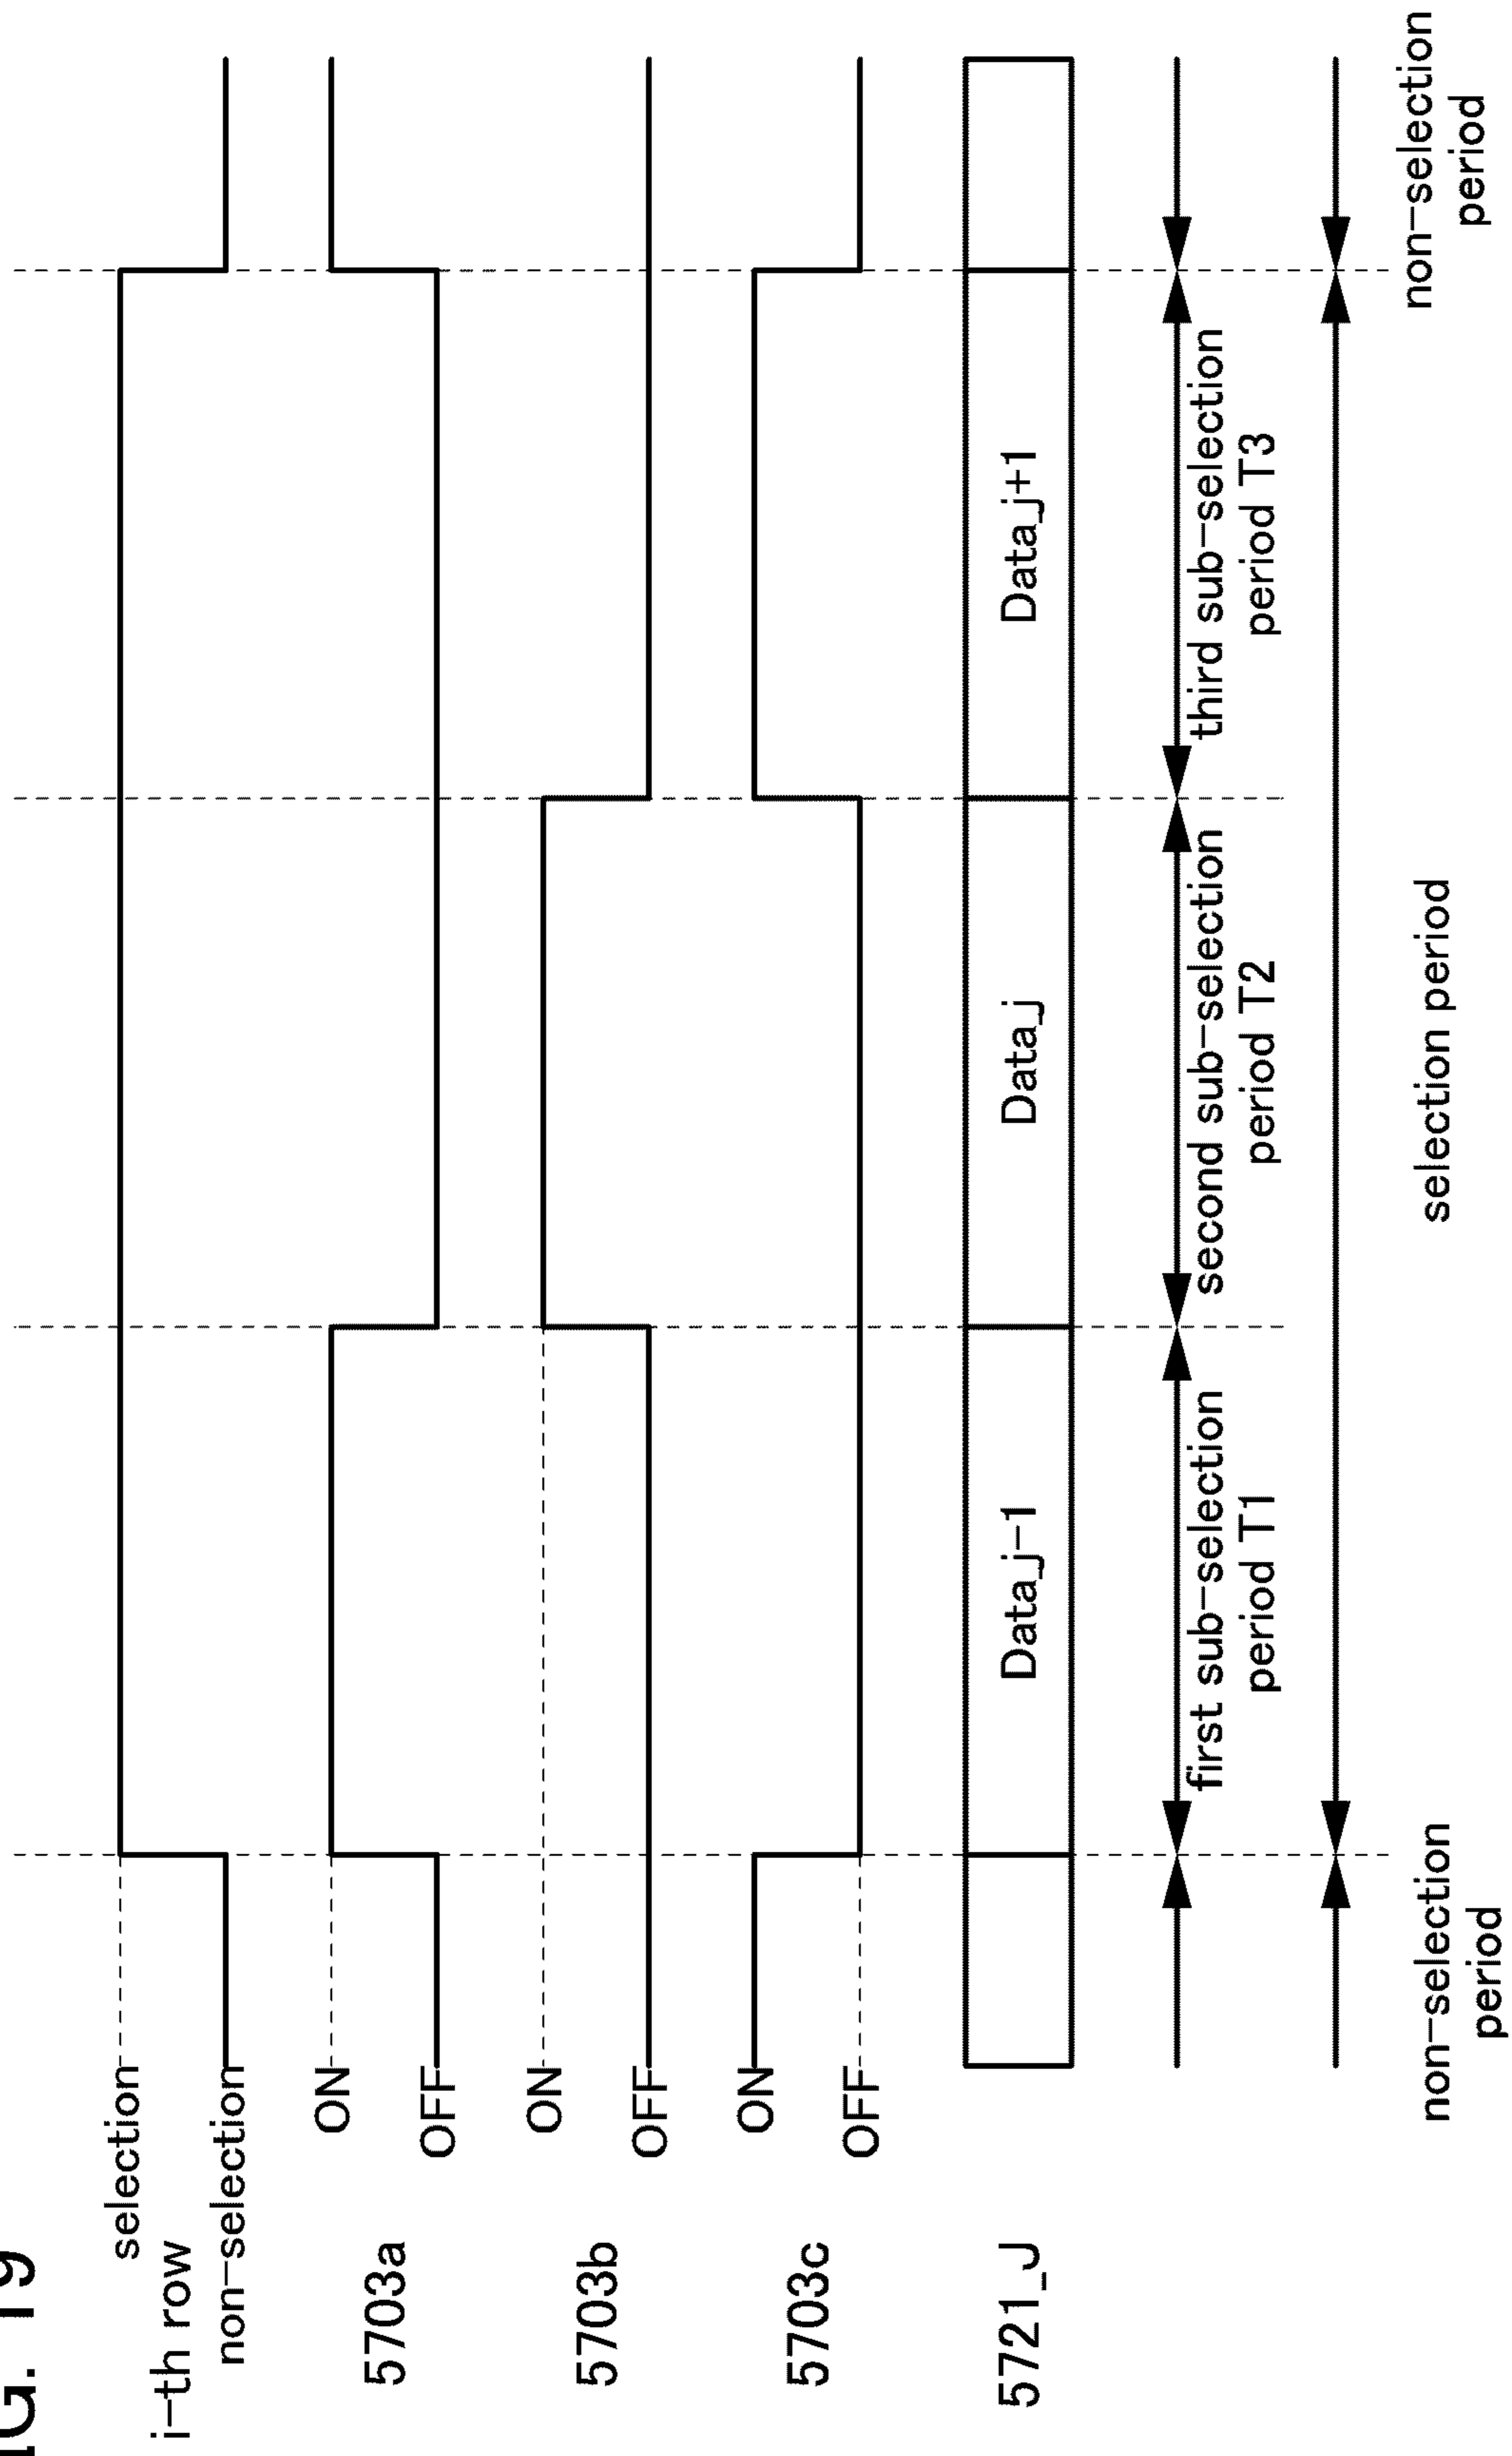 IG. 19
selection
i-th row
non-selection
ON
5703a
OFF
ON
5703b
OFF
ON
5703c
OFF
5721_J
Data_j-1
Data_j
Data_j+1
first sub-selection
period T1
second sub-selection
period T2
third sub-selection
period T3
non-selection
period
selection period
non-selection
period